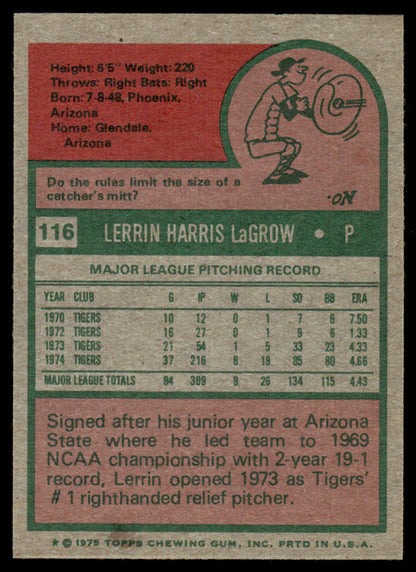 Height: 6'5" Weight: 220
Throws: Right Bats: Right
Born: 7-8-48, Phoenix,
Arizona
Home: Glendale,
Arizona
Do the rules limit the size of a
catcher's mitt?
No.
116 LERRIN HARRIS LaGROW • P
MAJOR LEAGUE PITCHING RECORD
YEAR CLUB G IP W L SO BB ERA
1970 TIGERS 10 12 0 1 7 6 7.50
1972 TIGERS 16 27 0 1 9 6 1.33
1973 TIGERS 21 54 1 5 33 23 4.33
1974 TIGERS 37 216 8 19 85 80 4.66
MAJOR LEAGUE TOTALS 84 309 9 26 134 115 4.43
Signed after his junior year at Arizona
State where he led team to 1969
NCAA championship with 2-year 19-1
record, Lerrin opened 1973 as Tigers'
#1 righthanded relief pitcher.
* © 1975 TOPPS CHEWING GUM, INC. PRTD IN U.S.A.